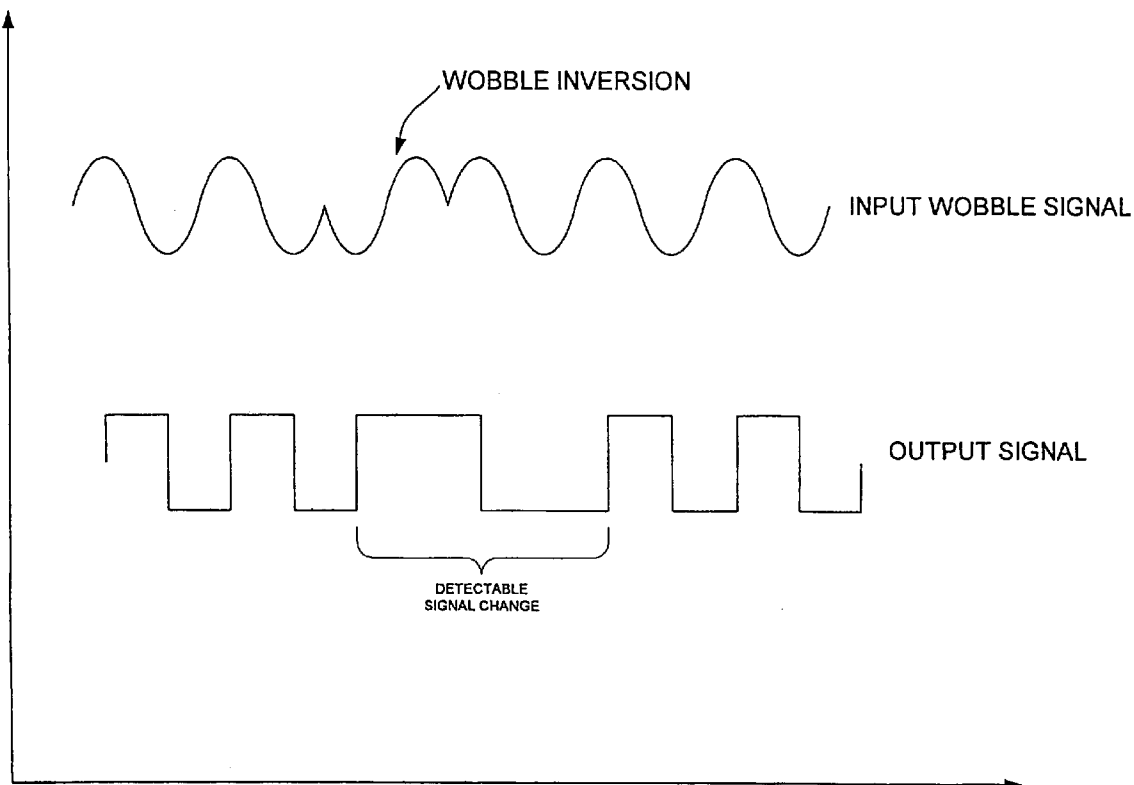 WOBBLE INVERSION
INPUT WOBBLE SIGNAL
OUTPUT SIGNAL
DETECTABLE
SIGNAL CHANGE